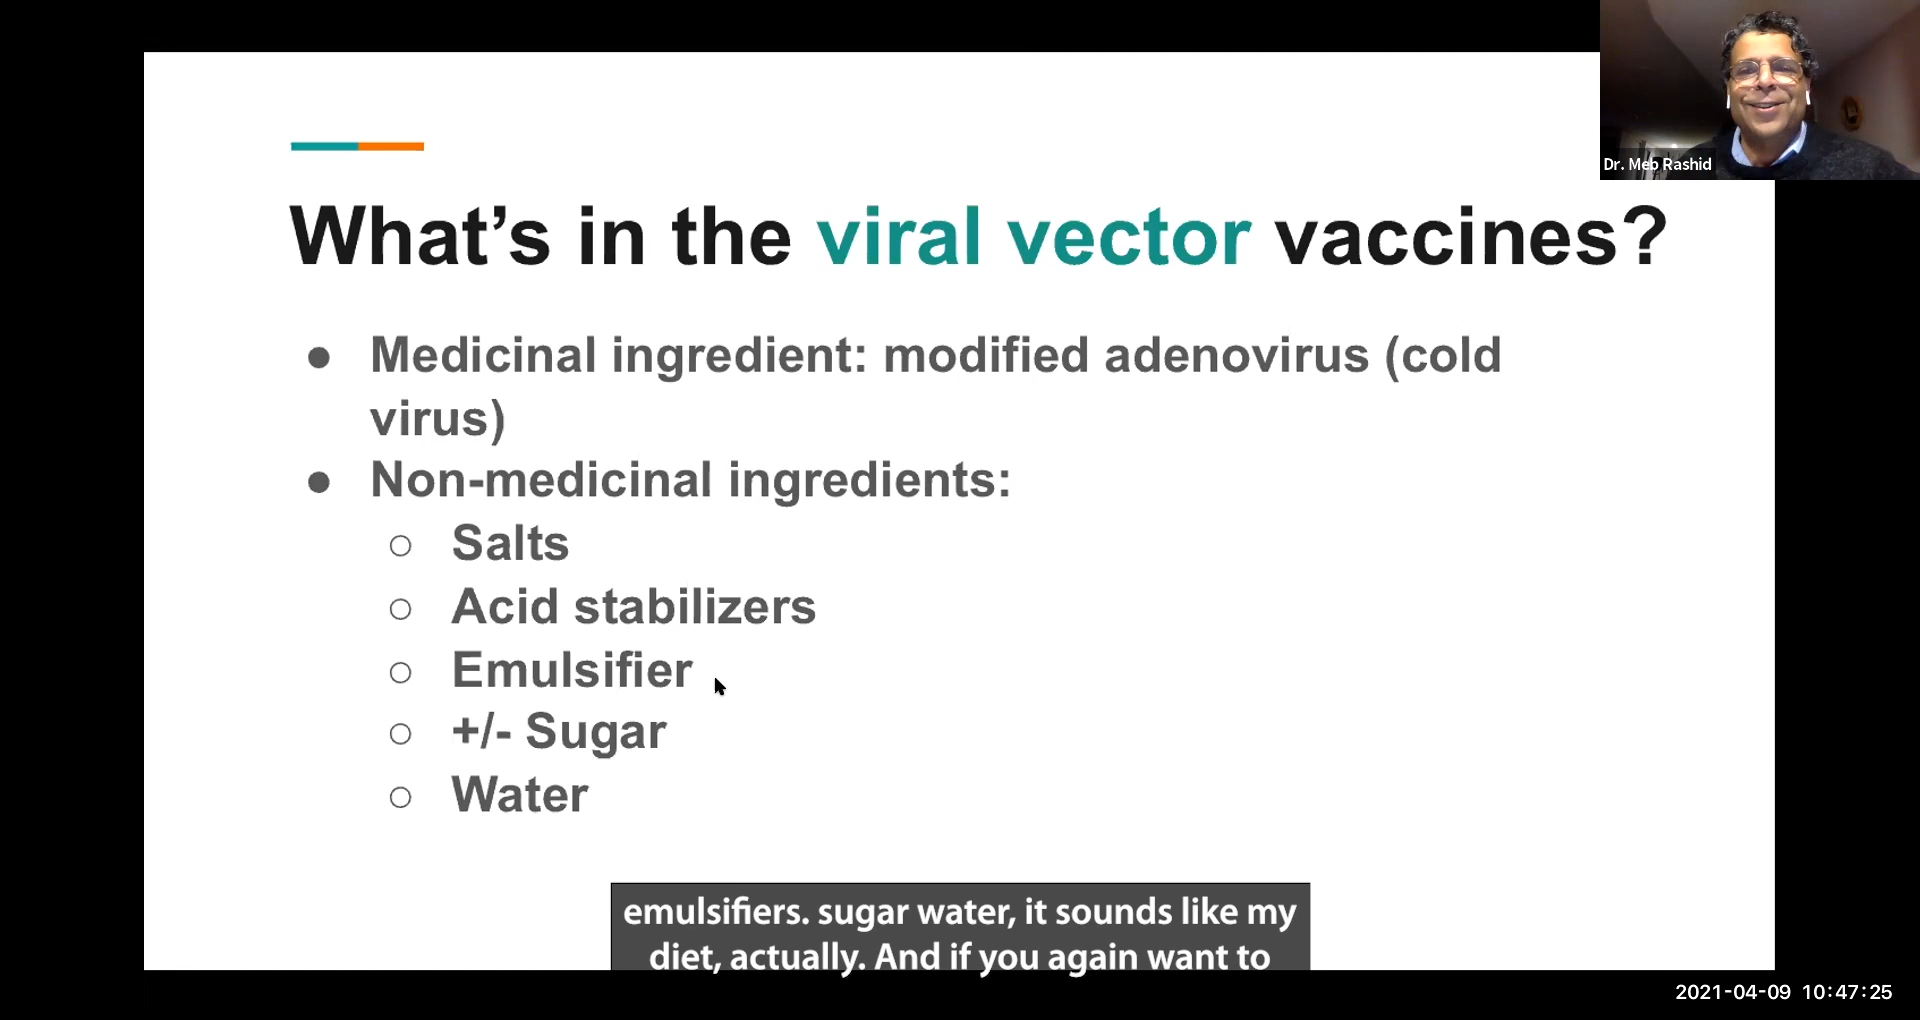 Dr. Meb Rashid
What's in the viral vector vaccines?
● Medicinal ingredient: modified adenovirus (cold
virus)
● Non-medicinal ingredients:
○ Salts
○ Acid stabilizers
○ Emulsifier
○ +/- Sugar
○ Water
emulsifiers. sugar water, it sounds like my
diet, actually. And if you again want to
2021-04-09 10:47:25